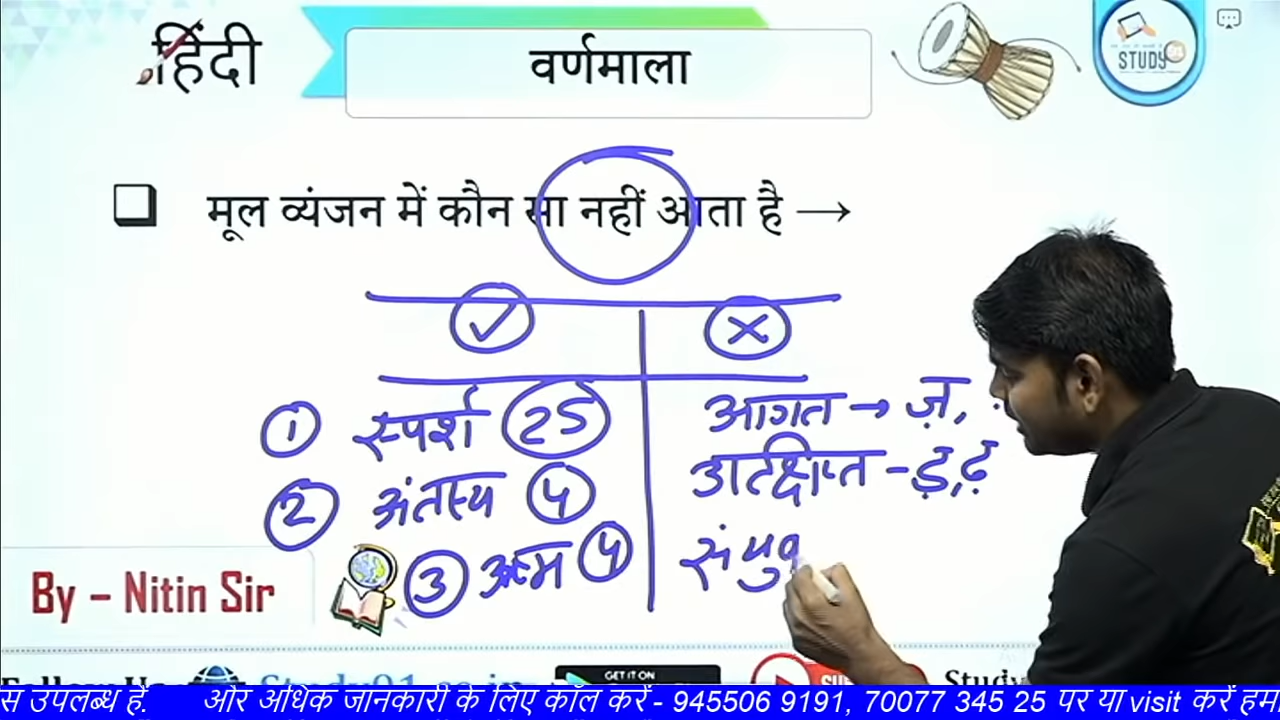 हिंदी
वर्णमाला
STUDY 91
मूल व्यंजन में कौन सा नहीं आता है →
✓ ✗
① स्पर्श 25 आगत → ज़,
② अंतस्थ 4 उत्क्षिप्त - ड़, ढ़
③ ऊष्म 4 संयु
By – Nitin Sir
GET IT ON
स उपलब्ध हैं. और अधिक जानकारी के लिए कॉल करें - 945506 9191, 70077 345 25 पर या visit करें हमा